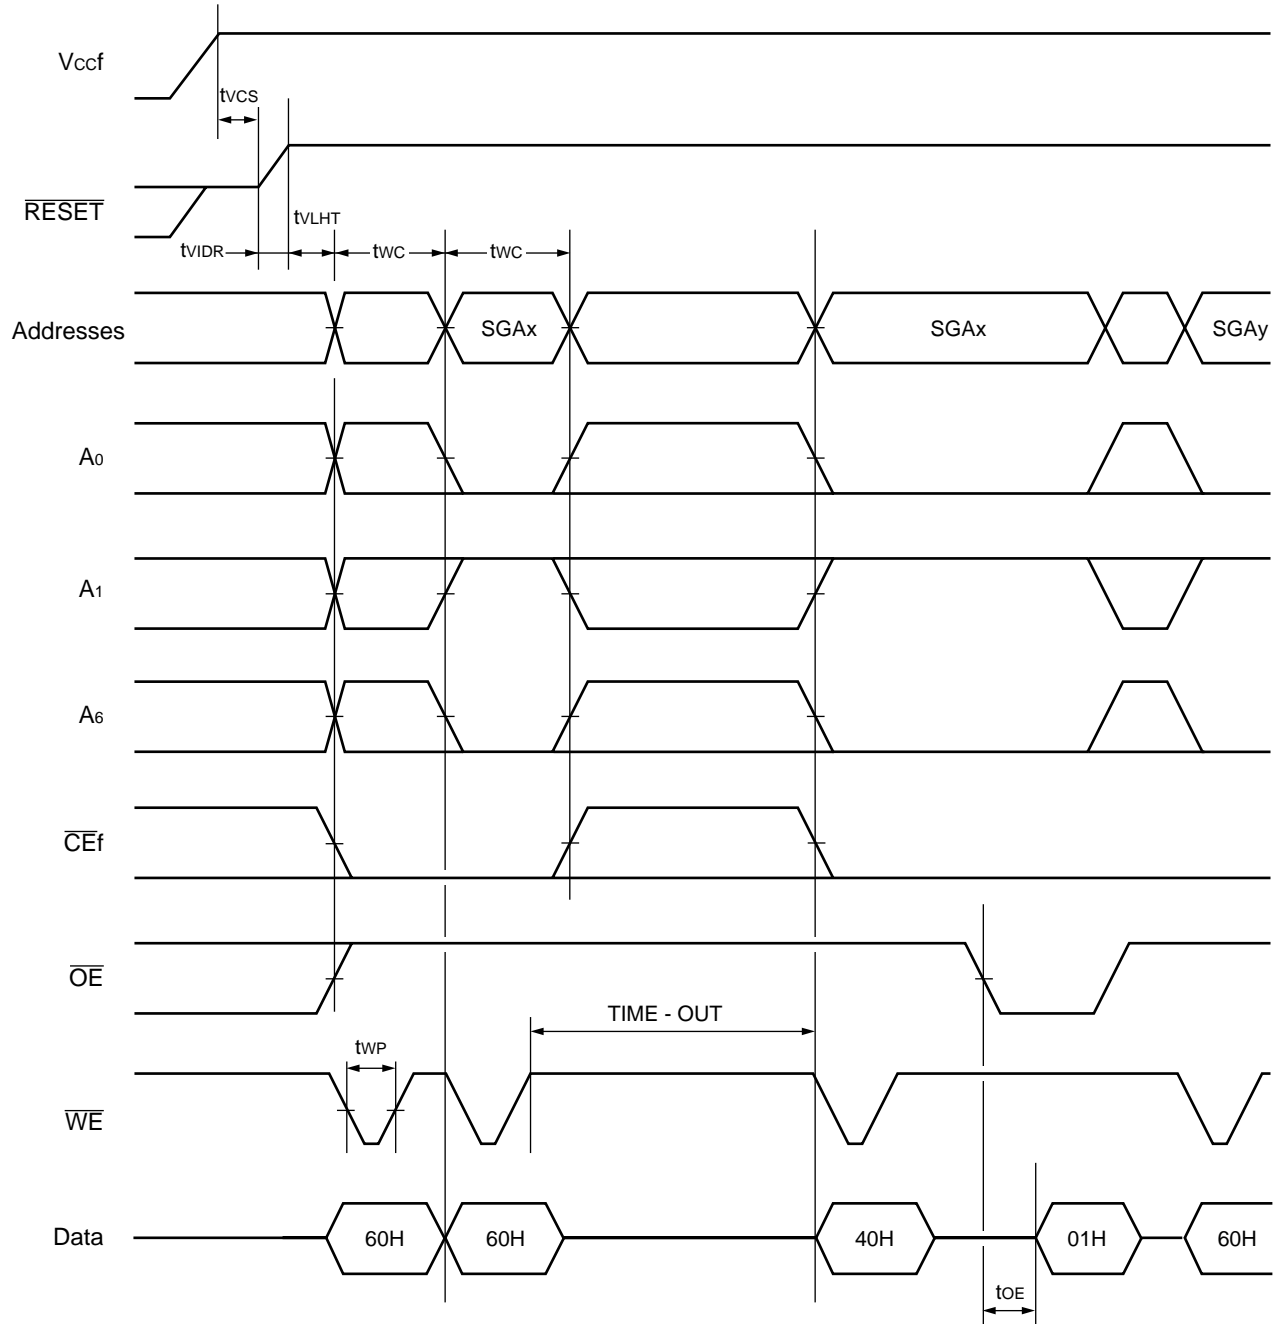 VCCf
tVCS
RESET
tVLHT
tVIDR
tWC
tWC
Addresses
SGAx
SGAx
SGAy
A0
A1
A6
CEf
OE
TIME - OUT
tWP
WE
Data
60H
60H
40H
01H
60H
tOE